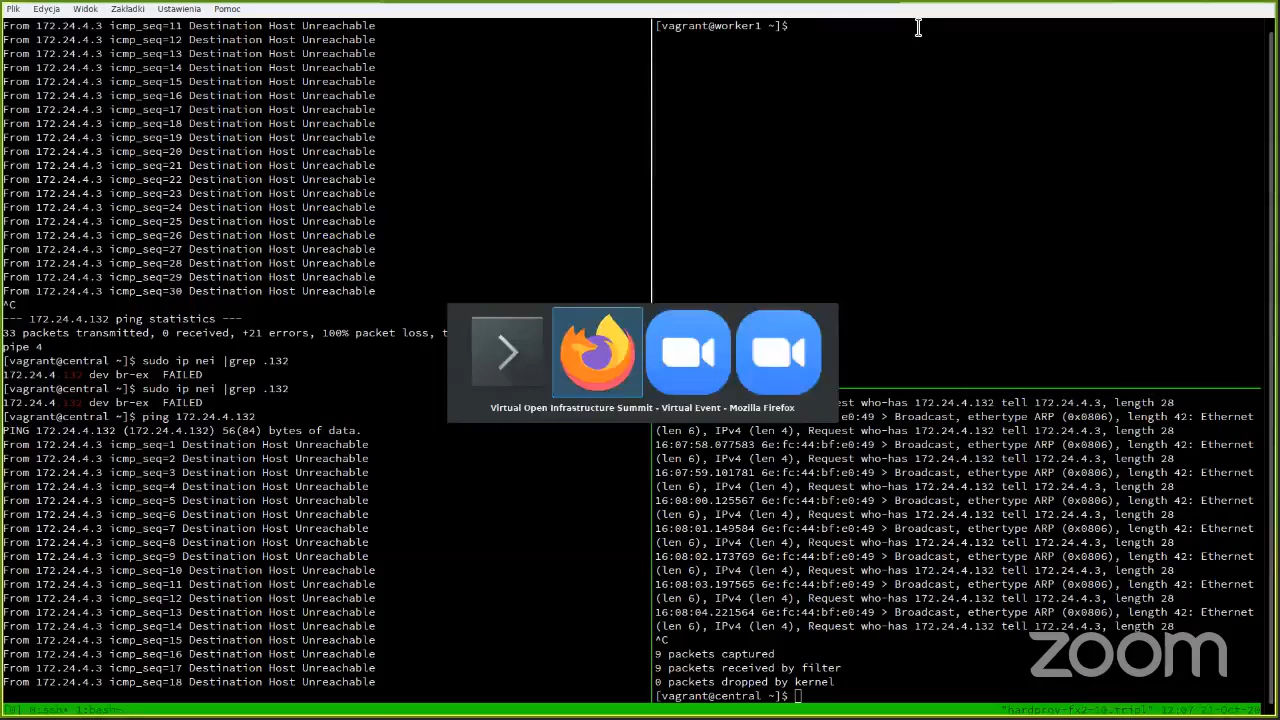 Plik Edycja Widok Zakładki Ustawienia Pomoc
From 172.24.4.3 icmp_seq=11 Destination Host Unreachable
From 172.24.4.3 icmp_seq=12 Destination Host Unreachable
From 172.24.4.3 icmp_seq=13 Destination Host Unreachable
From 172.24.4.3 icmp_seq=14 Destination Host Unreachable
From 172.24.4.3 icmp_seq=15 Destination Host Unreachable
From 172.24.4.3 icmp_seq=16 Destination Host Unreachable
From 172.24.4.3 icmp_seq=17 Destination Host Unreachable
From 172.24.4.3 icmp_seq=18 Destination Host Unreachable
From 172.24.4.3 icmp_seq=19 Destination Host Unreachable
From 172.24.4.3 icmp_seq=20 Destination Host Unreachable
From 172.24.4.3 icmp_seq=21 Destination Host Unreachable
From 172.24.4.3 icmp_seq=22 Destination Host Unreachable
From 172.24.4.3 icmp_seq=23 Destination Host Unreachable
From 172.24.4.3 icmp_seq=24 Destination Host Unreachable
From 172.24.4.3 icmp_seq=25 Destination Host Unreachable
From 172.24.4.3 icmp_seq=26 Destination Host Unreachable
From 172.24.4.3 icmp_seq=27 Destination Host Unreachable
From 172.24.4.3 icmp_seq=28 Destination Host Unreachable
From 172.24.4.3 icmp_seq=29 Destination Host Unreachable
From 172.24.4.3 icmp_seq=30 Destination Host Unreachable
^C
--- 172.24.4.132 ping statistics ---
33 packets transmitted, 0 received, +21 errors, 100% packet loss, t
pipe 4
[vagrant@central ~]$ sudo ip nei |grep .132
172.24.4.132 dev br-ex  FAILED
[vagrant@central ~]$ sudo ip nei |grep .132
172.24.4.132 dev br-ex  FAILED
[vagrant@central ~]$ ping 172.24.4.132
PING 172.24.4.132 (172.24.4.132) 56(84) bytes of data.
From 172.24.4.3 icmp_seq=1 Destination Host Unreachable
From 172.24.4.3 icmp_seq=2 Destination Host Unreachable
From 172.24.4.3 icmp_seq=3 Destination Host Unreachable
From 172.24.4.3 icmp_seq=4 Destination Host Unreachable
From 172.24.4.3 icmp_seq=5 Destination Host Unreachable
From 172.24.4.3 icmp_seq=6 Destination Host Unreachable
From 172.24.4.3 icmp_seq=7 Destination Host Unreachable
From 172.24.4.3 icmp_seq=8 Destination Host Unreachable
From 172.24.4.3 icmp_seq=9 Destination Host Unreachable
From 172.24.4.3 icmp_seq=10 Destination Host Unreachable
From 172.24.4.3 icmp_seq=11 Destination Host Unreachable
From 172.24.4.3 icmp_seq=12 Destination Host Unreachable
From 172.24.4.3 icmp_seq=13 Destination Host Unreachable
From 172.24.4.3 icmp_seq=14 Destination Host Unreachable
From 172.24.4.3 icmp_seq=15 Destination Host Unreachable
From 172.24.4.3 icmp_seq=16 Destination Host Unreachable
From 172.24.4.3 icmp_seq=17 Destination Host Unreachable
From 172.24.4.3 icmp_seq=18 Destination Host Unreachable
[vagrant@worker1 ~]$
Virtual Open Infrastructure Summit - Virtual Event - Mozilla Firefox
who-has 172.24.4.132 tell 172.24.4.3, length 28
> Broadcast, ethertype ARP (0x0806), length 42: Ethernet
(len 6), IPv4 (len 4), Request who-has 172.24.4.132 tell 172.24.4.3, length 28
16:07:58.077583 6e:fc:44:bf:e0:49 > Broadcast, ethertype ARP (0x0806), length 42: Ethernet
(len 6), IPv4 (len 4), Request who-has 172.24.4.132 tell 172.24.4.3, length 28
16:07:59.101781 6e:fc:44:bf:e0:49 > Broadcast, ethertype ARP (0x0806), length 42: Ethernet
(len 6), IPv4 (len 4), Request who-has 172.24.4.132 tell 172.24.4.3, length 28
16:08:00.125567 6e:fc:44:bf:e0:49 > Broadcast, ethertype ARP (0x0806), length 42: Ethernet
(len 6), IPv4 (len 4), Request who-has 172.24.4.132 tell 172.24.4.3, length 28
16:08:01.149584 6e:fc:44:bf:e0:49 > Broadcast, ethertype ARP (0x0806), length 42: Ethernet
(len 6), IPv4 (len 4), Request who-has 172.24.4.132 tell 172.24.4.3, length 28
16:08:02.173769 6e:fc:44:bf:e0:49 > Broadcast, ethertype ARP (0x0806), length 42: Ethernet
(len 6), IPv4 (len 4), Request who-has 172.24.4.132 tell 172.24.4.3, length 28
16:08:03.197565 6e:fc:44:bf:e0:49 > Broadcast, ethertype ARP (0x0806), length 42: Ethernet
(len 6), IPv4 (len 4), Request who-has 172.24.4.132 tell 172.24.4.3, length 28
16:08:04.221564 6e:fc:44:bf:e0:49 > Broadcast, ethertype ARP (0x0806), length 42: Ethernet
(len 6), IPv4 (len 4), Request who-has 172.24.4.132 tell 172.24.4.3, length 28
^C
9 packets captured
9 packets received by filter
0 packets dropped by kernel
[vagrant@central ~]$
zoom